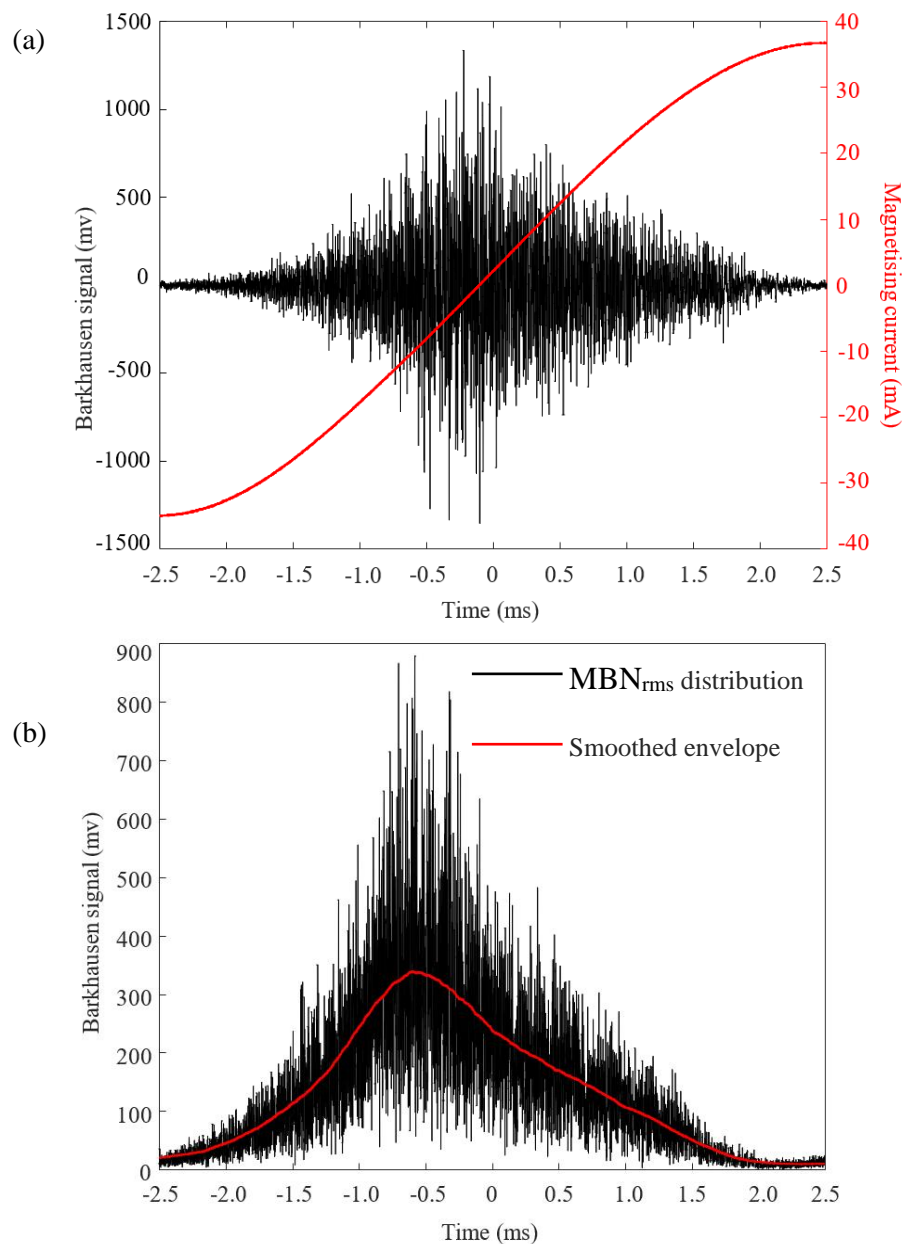 (a)
1500
1000
500
0
-500
-1000
-1500
Barkhausen signal (mv)
40
30
20
10
0
-10
-20
-30
-40
Magnetising current (mA)
-2.5 -2.0 -1.5 -1.0 -0.5 0 0.5 1.0 1.5 2.0 2.5
Time (ms)
(b)
900
800
700
600
500
400
300
200
100
0
Barkhausen signal (mv)
MBNrms distribution
Smoothed envelope
-2.5 -2.0 -1.5 -1.0 -0.5 0 0.5 1.0 1.5 2.0 2.5
Time (ms)